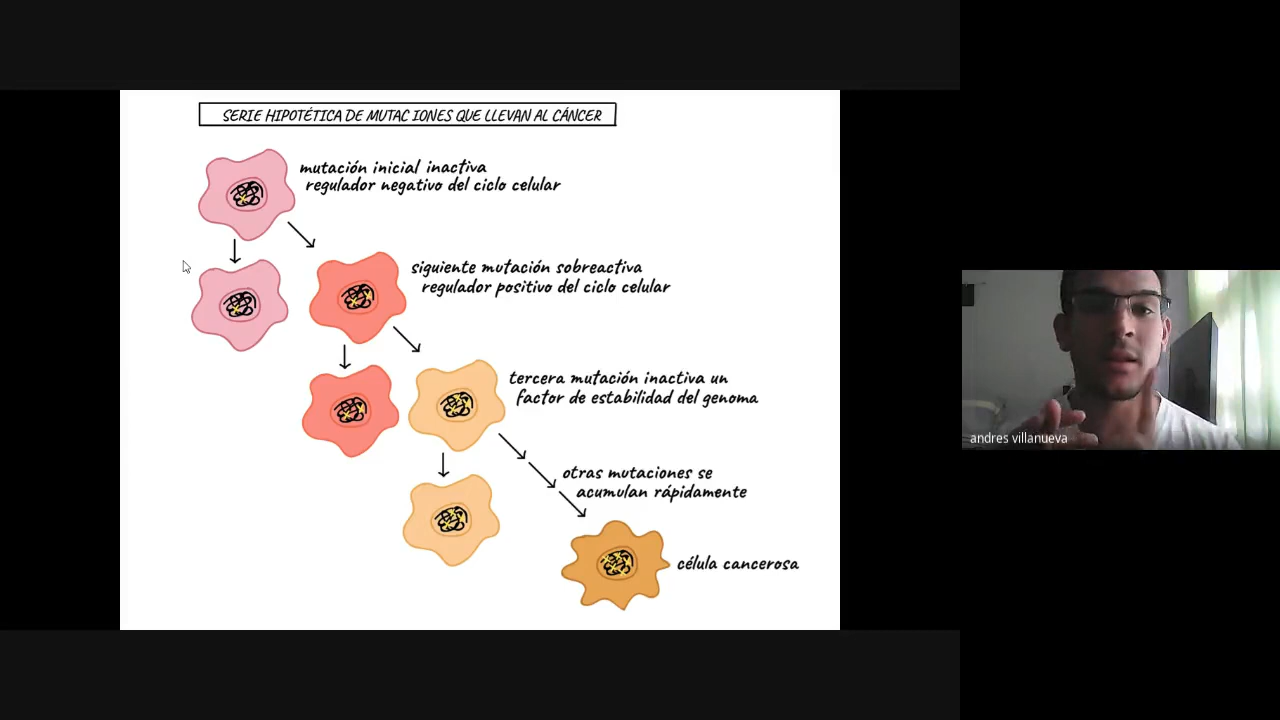 SERIE HIPOTÉTICA DE MUTAC IONES QUE LLEVAN AL CÁNCER
mutación inicial inactiva
regulador negativo del ciclo celular
siguiente mutación sobreactiva
regulador positivo del ciclo celular
tercera mutación inactiva un
factor de estabilidad del genoma
otras mutaciones se
acumulan rápidamente
célula cancerosa
andres villanueva